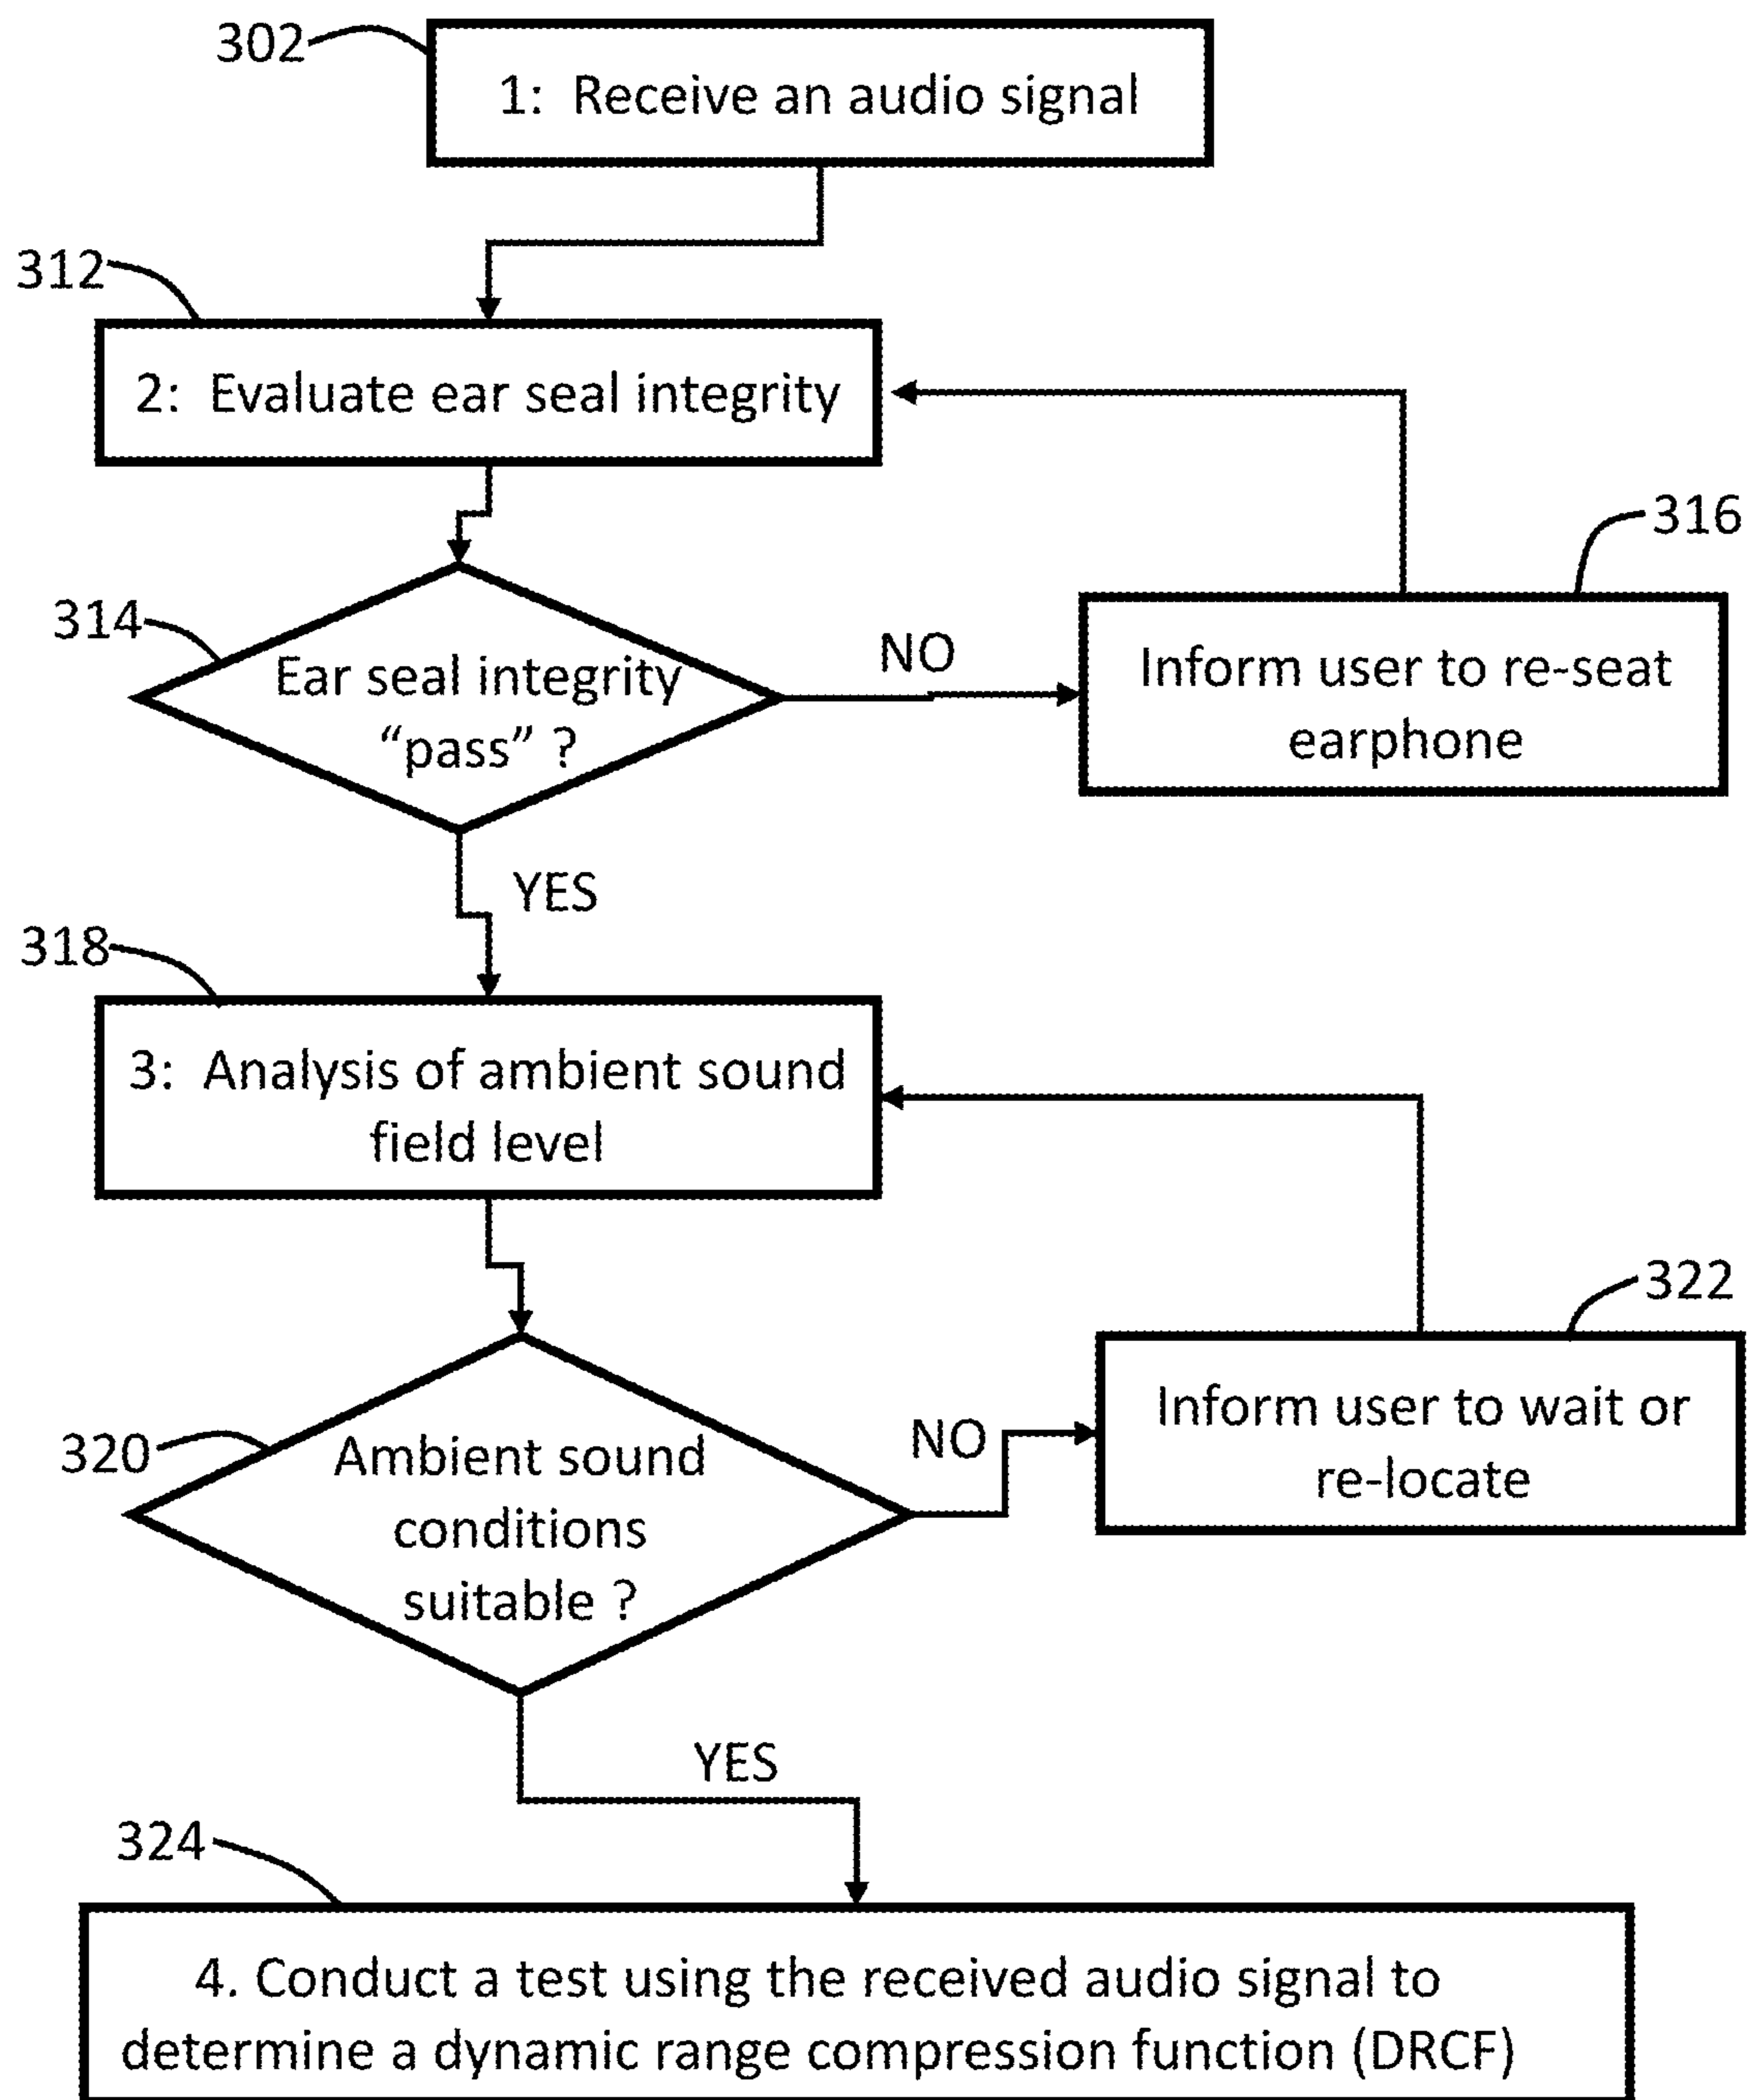 302
1: Receive an audio signal
312
2: Evaluate ear seal integrity
316
314
Ear seal integrity
“pass” ?
NO
Inform user to re-seat
earphone
YES
318
3: Analysis of ambient sound
field level
322
320
Ambient sound
conditions
suitable ?
NO
Inform user to wait or
re-locate
YES
324
4. Conduct a test using the received audio signal to
determine a dynamic range compression function (DRCF)